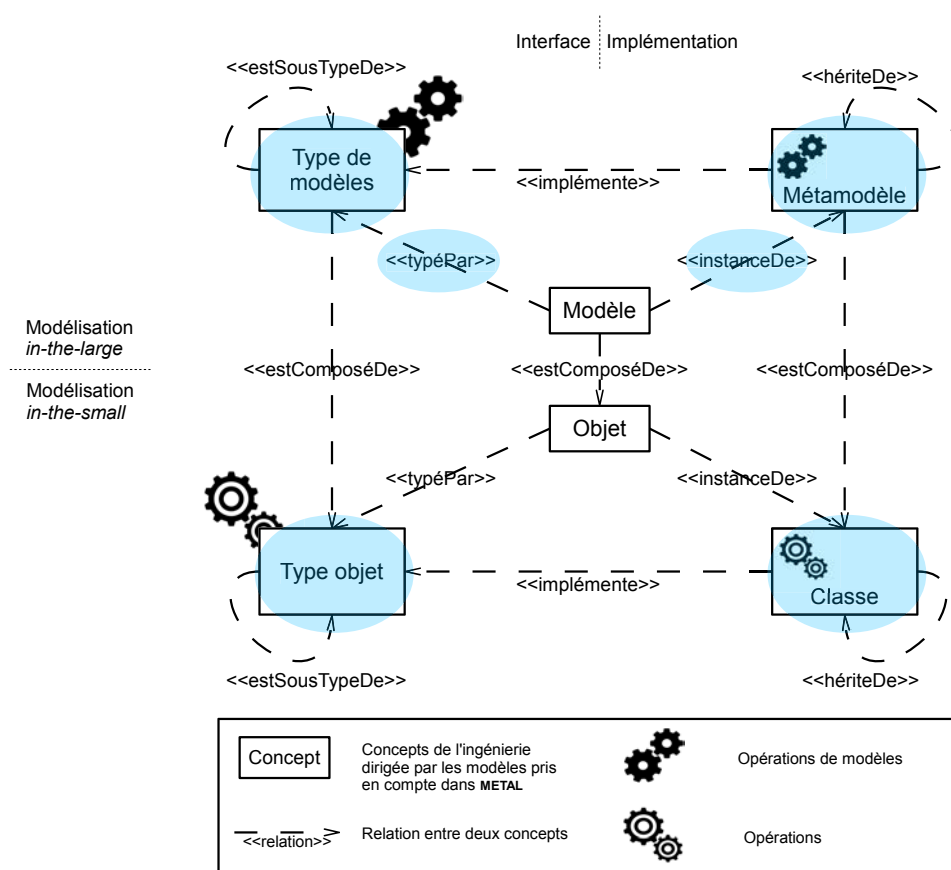 Interface
Implémentation
<<estSousTypeDe>>
<<hériteDe>>
Type de
modèles
<<implémente>>
Métamodèle
<<typéPar>>
<<instanceDe>>
Modèle
Modélisation
in-the-large
<<estComposéDe>>
<<estComposéDe>>
<<estComposéDe>>
Modélisation
in-the-small
Objet
<<typéPar>>
<<instanceDe>>
Type objet
<<implémente>>
Classe
<<estSousTypeDe>>
<<hériteDe>>
Concept
Concepts de l'ingénierie
dirigée par les modèles pris
en compte dans METAL
Opérations de modèles
<<relation>>
Relation entre deux concepts
Opérations